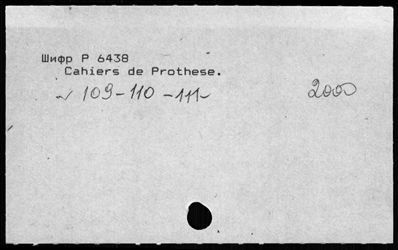 Шифр Р 6438
Cahiers de Prothese.
~ 109-110-111~ 2000